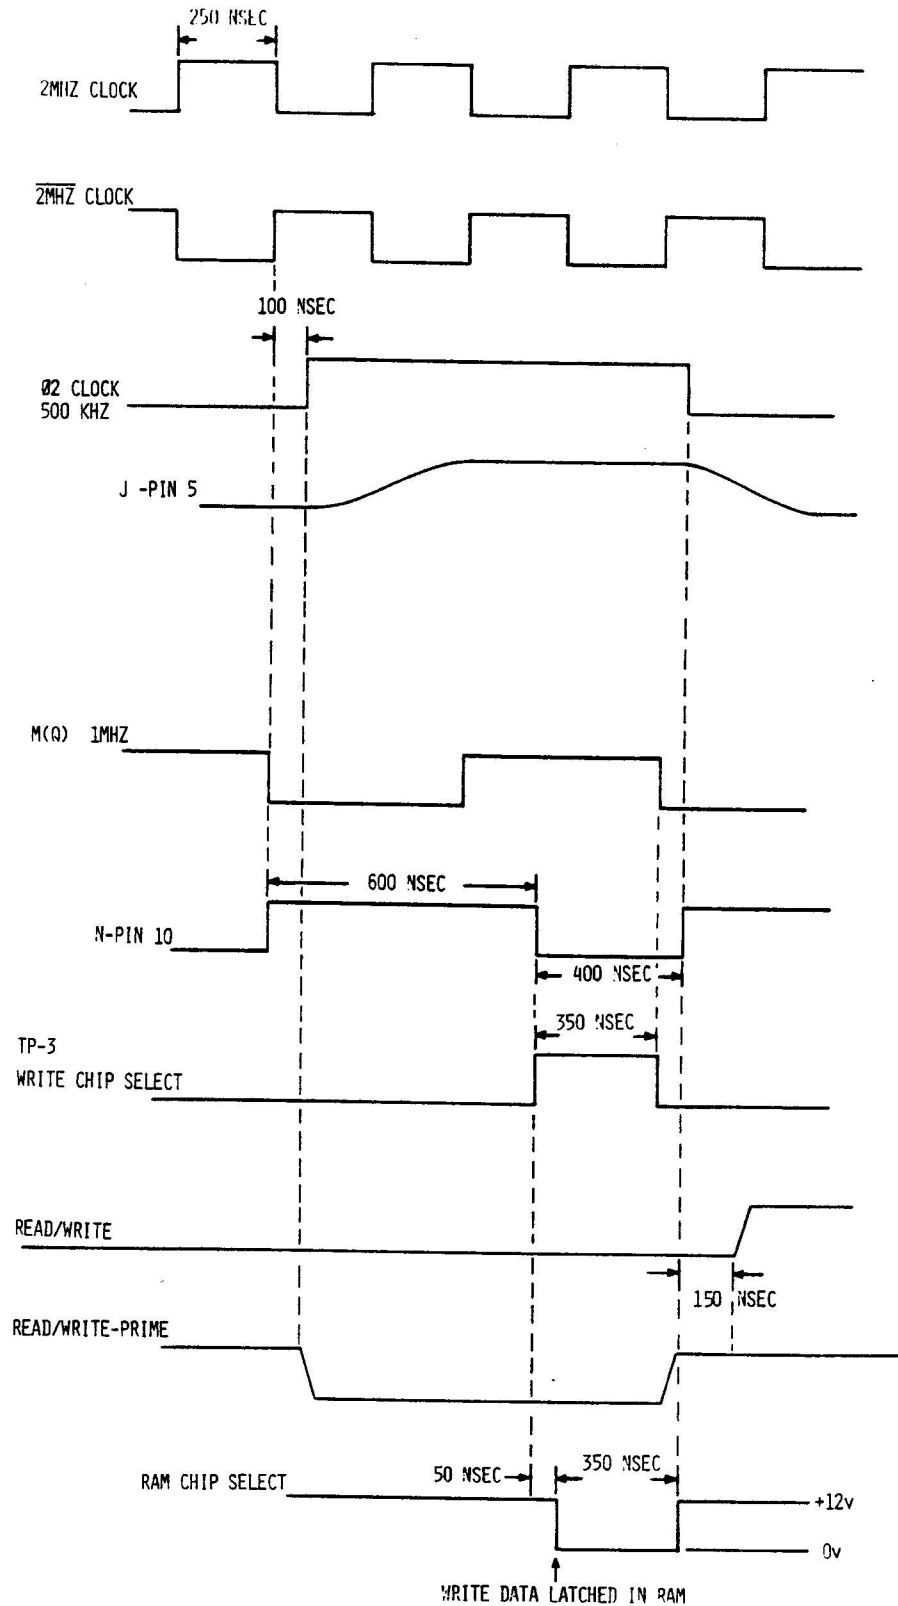 250 NSEC
2MHZ CLOCK
2MHZ CLOCK
100 NSEC
Ø2 CLOCK
500 KHZ
J -PIN 5
M(Q) 1MHZ
600 NSEC
N-PIN 10
400 NSEC
350 NSEC
TP-3
WRITE CHIP SELECT
READ/WRITE
150 NSEC
READ/WRITE-PRIME
50 NSEC
350 NSEC
RAM CHIP SELECT
+12v
0v
WRITE DATA LATCHED IN RAM